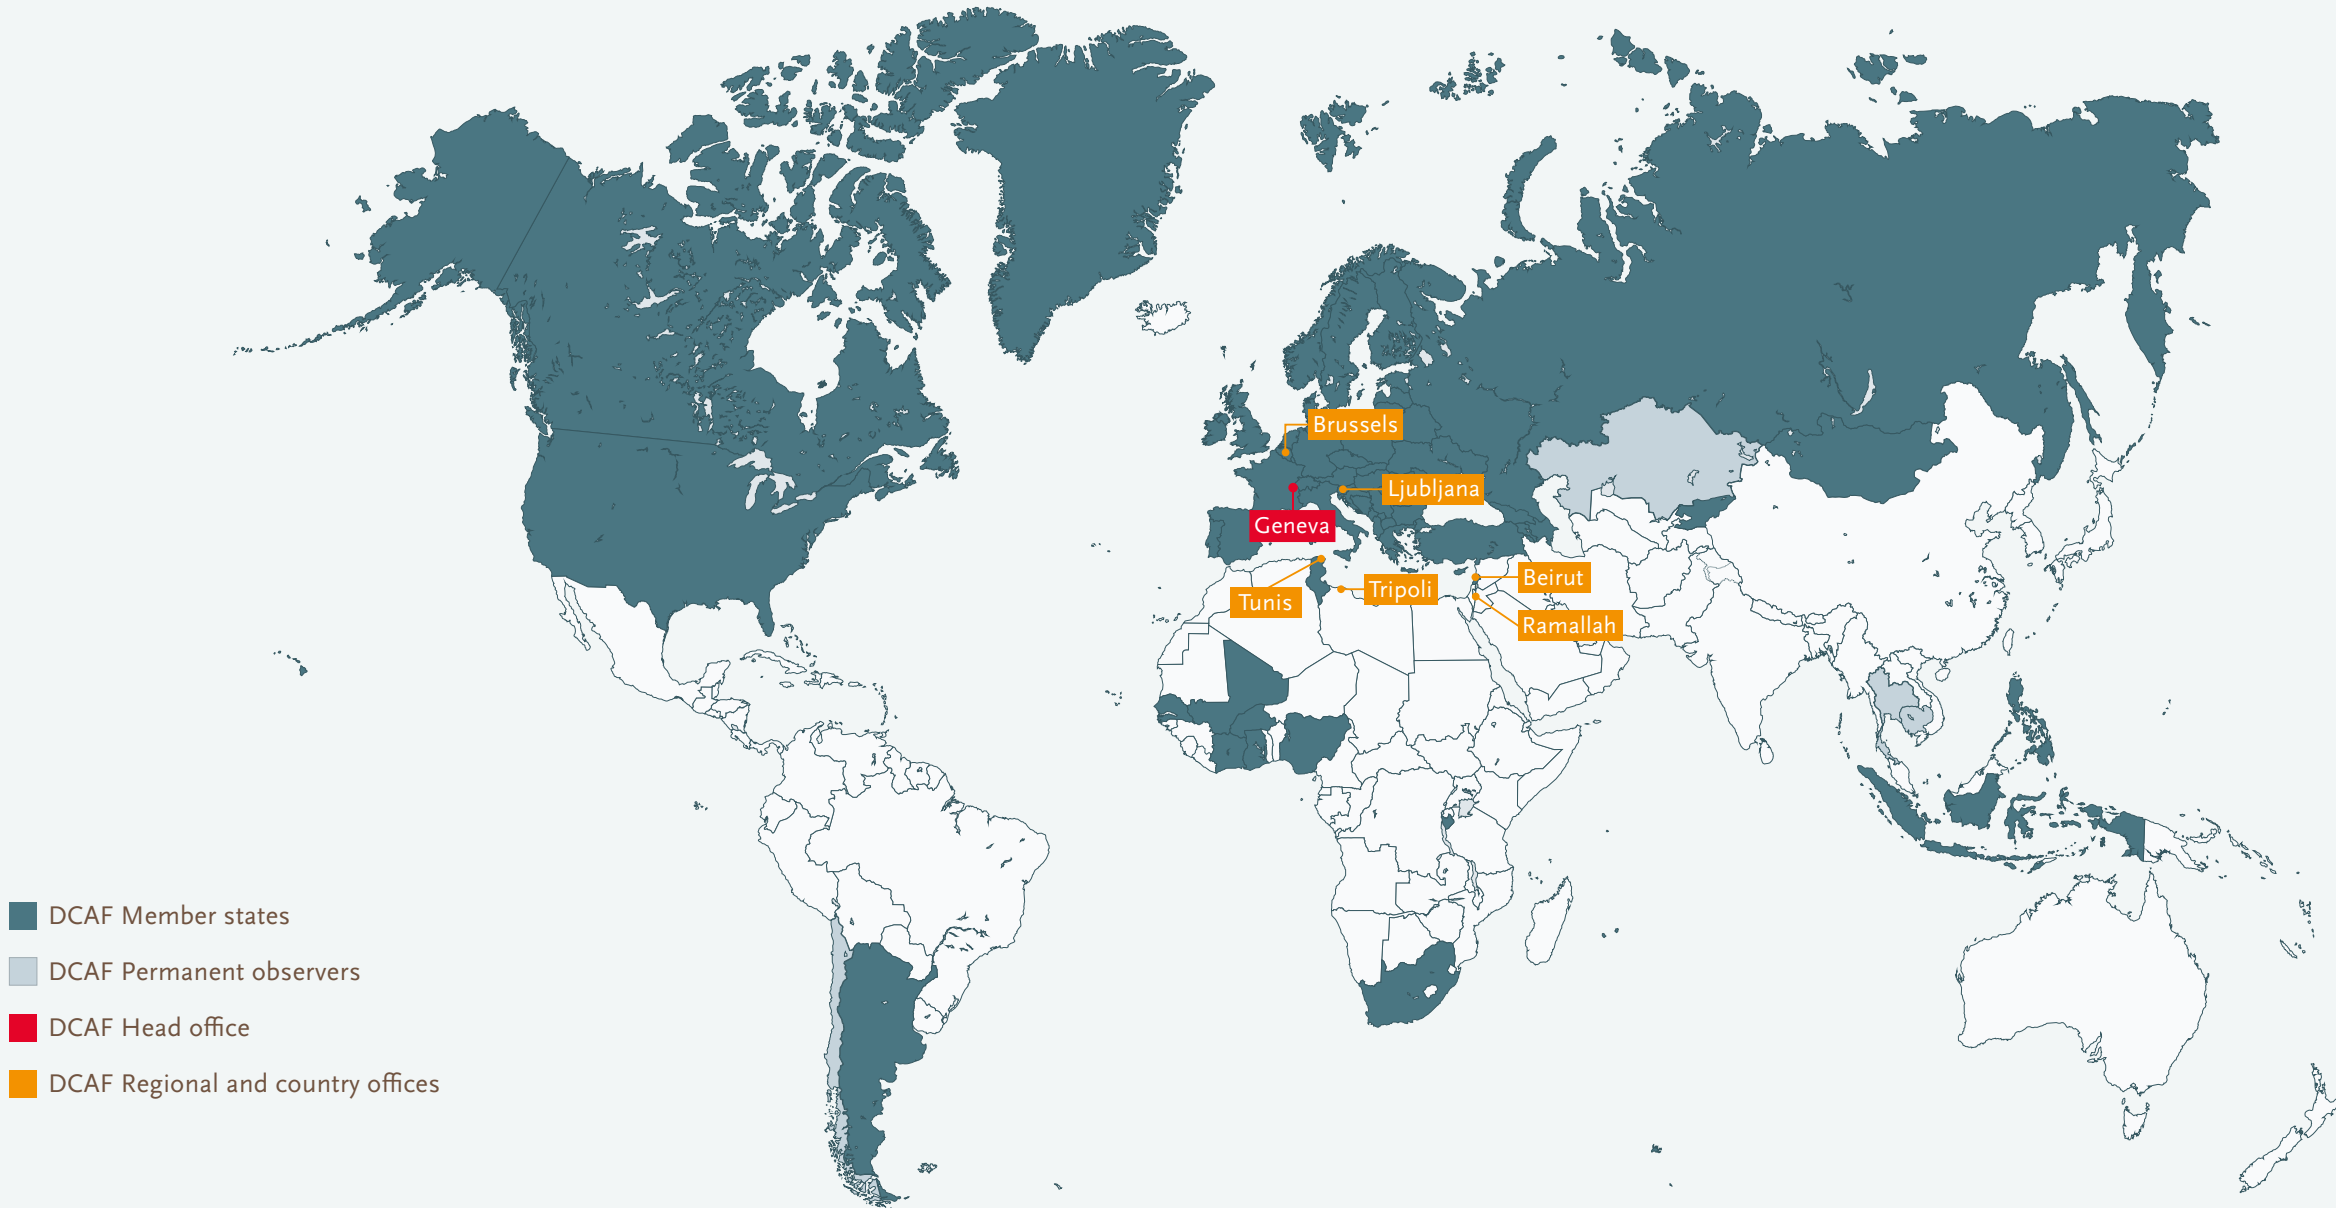 Brussels
Ljubljana
Geneva
Beirut
Tripoli
Tunis
Ramallah
DCAF Member states
DCAF Permanent observers
DCAF Head office
DCAF Regional and country offices